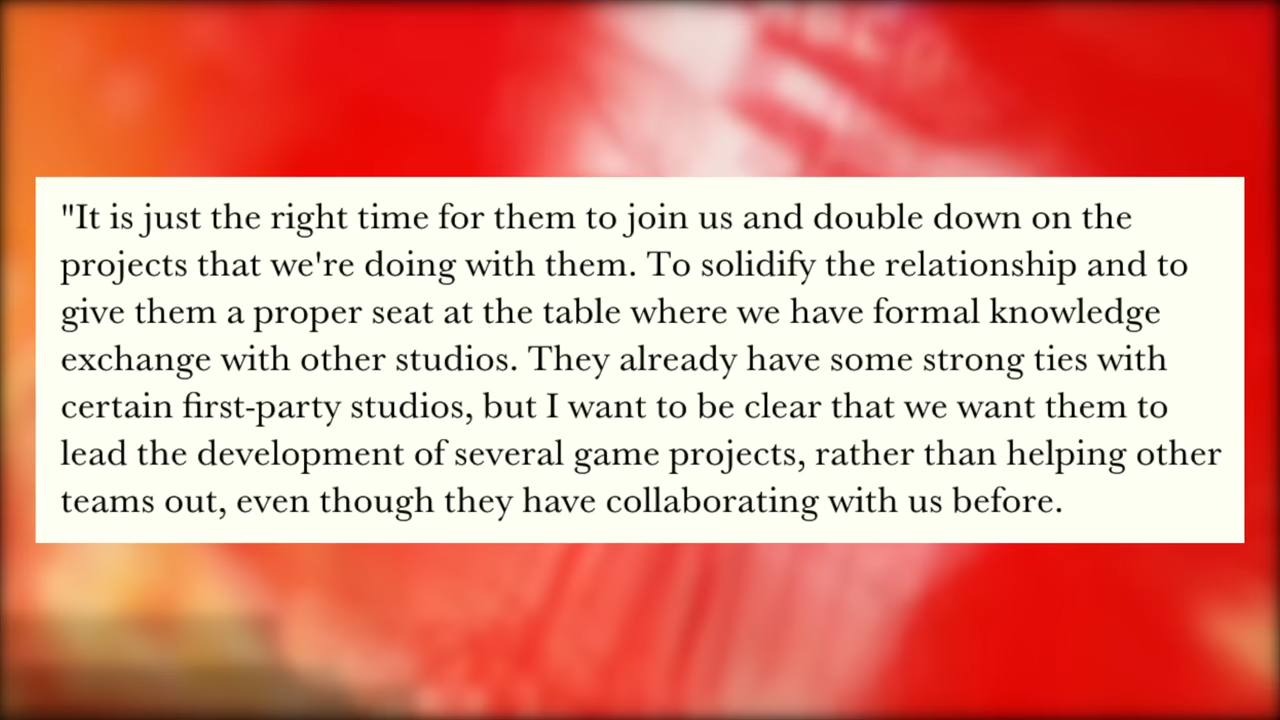 "It is just the right time for them to join us and double down on the
projects that we're doing with them. To solidify the relationship and to
give them a proper seat at the table where we have formal knowledge
exchange with other studios. They already have some strong ties with
certain first-party studios, but I want to be clear that we want them to
lead the development of several game projects, rather than helping other
teams out, even though they have collaborating with us before.